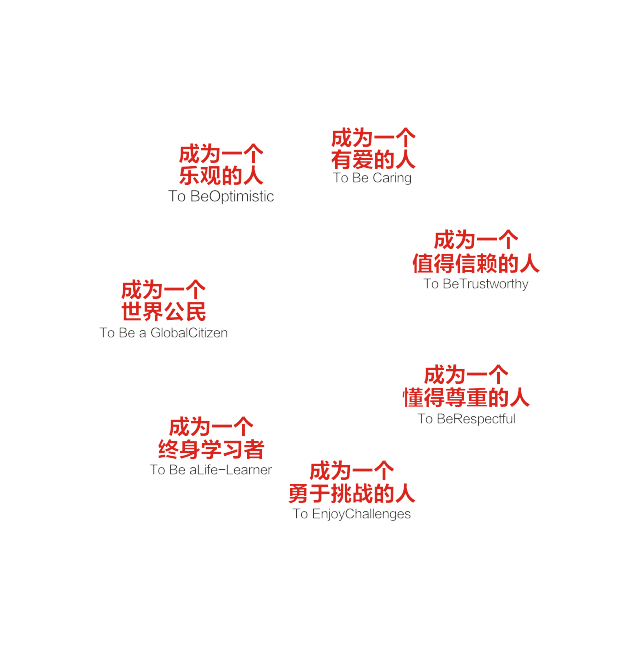 成为一个
有爱的人
To Be Caring
成为一个
乐观的人
To BeOptimistic
成为一个
值得信赖的人
To BeTrustworthy
成为一个
世界公民
To Be a GlobalCitizen
成为一个
懂得尊重的人
To BeRespectful
成为一个
终身学习者
To Be aLife-Learner
成为一个
勇于挑战的人
To EnjoyChallenges